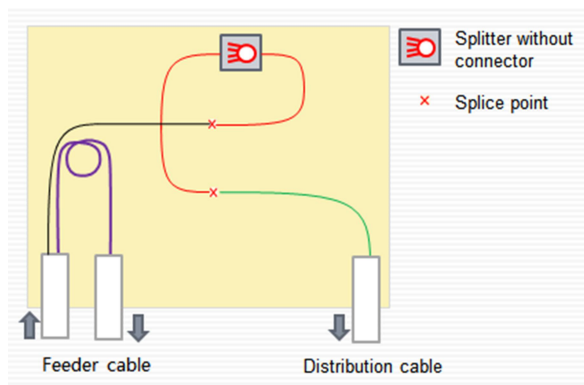 Splitter without
connector
Splice point
Feeder cable
Distribution cable